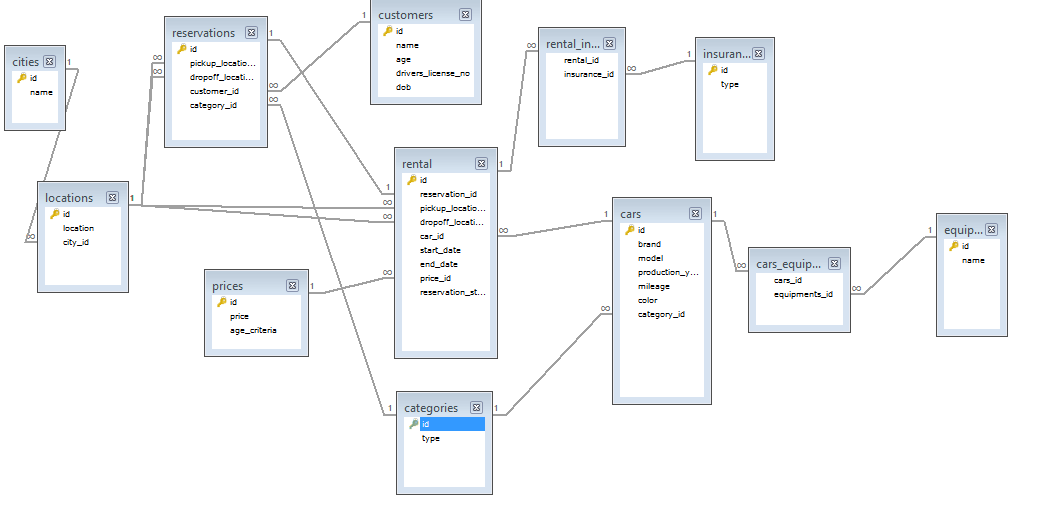 cities
id
name
reservations
id
pickup_locatio...
dropoff_locati...
customer_id
category_id
customers
id
name
age
drivers_license_no
dob
rental_in...
rental_id
insurance_id
insuran...
id
type
locations
id
location
city_id
rental
id
reservation_id
pickup_locatio...
dropoff_locati...
car_id
start_date
end_date
price_id
reservation_st...
prices
id
price
age_criteria
cars
id
brand
model
production_y...
mileage
color
category_id
cars_equip...
cars_id
equipments_id
equip...
id
name
categories
id
type
1
∞
∞
∞
1
∞
∞
1
1
∞
1
∞
1
1
∞
∞
∞
∞
1
1
1
∞
∞
1
∞
1
1
1